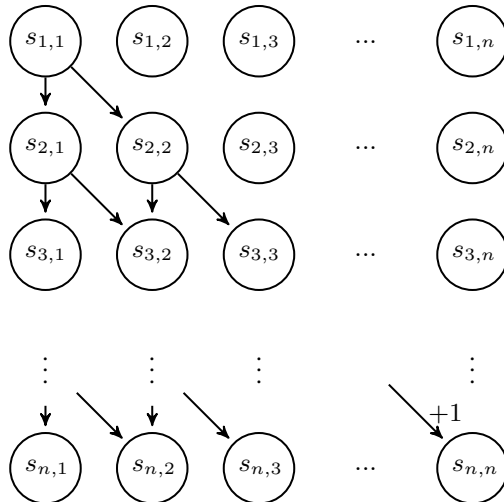 s1,1 s1,2 s1,3 ... s1,n
s2,1 s2,2 s2,3 ... s2,n
s3,1 s3,2 s3,3 ... s3,n
⋮ ⋮ ⋮ ⋮
+1
sn,1 sn,2 sn,3 ... sn,n